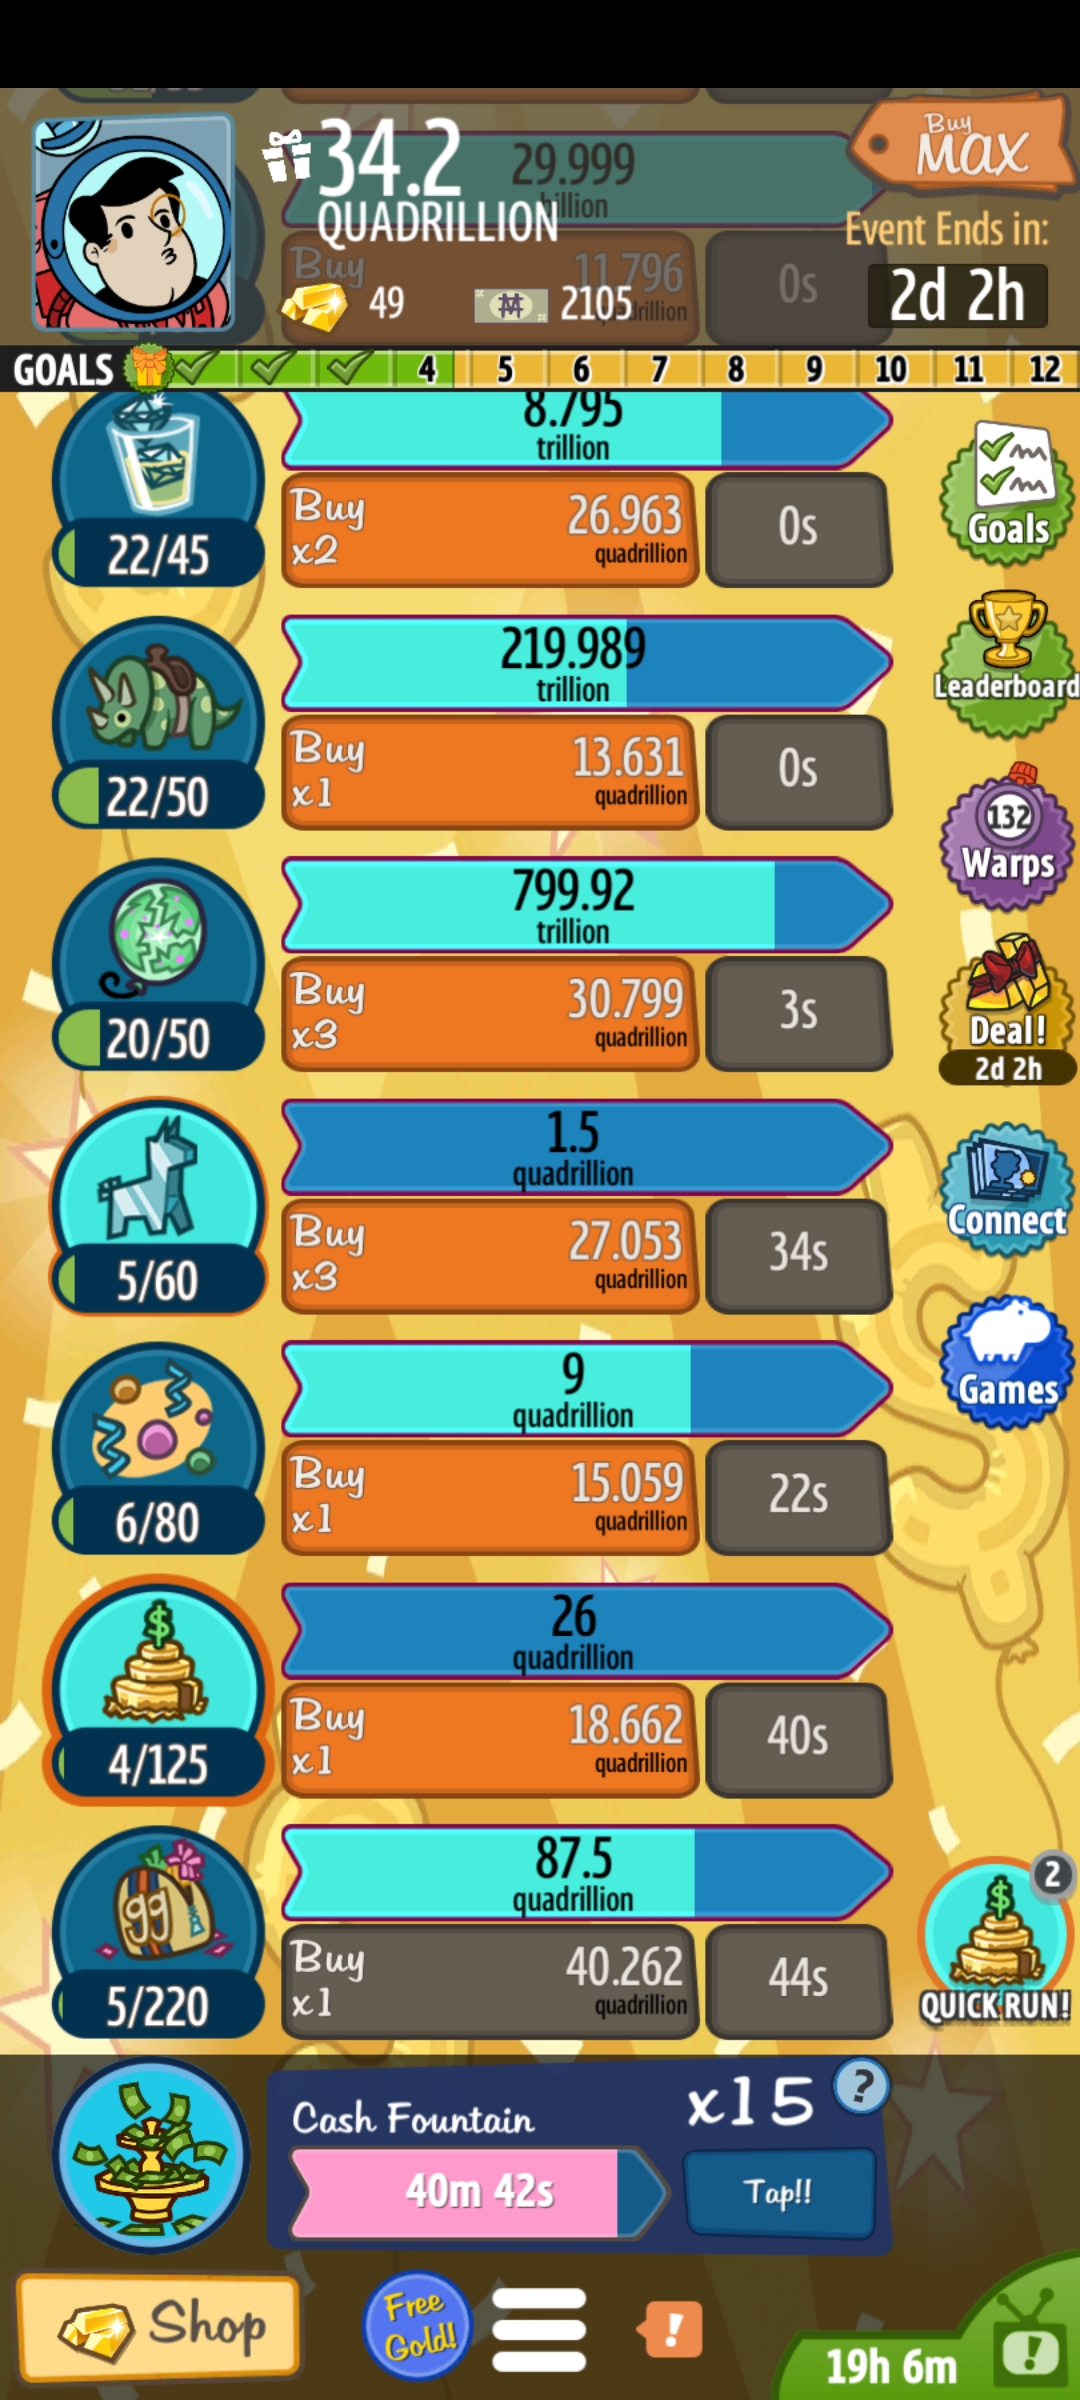 34.2
QUADRILLION
29.999
Buy
11.796
0s
49
2105
Buy
MAX
Event Ends in:
2d 2h
GOALS 4 5 6 7 8 9 10 11 12
8.795
trillion
22/45
Buy
x2
26.963
quadrillion
0s
Goals
219.989
trillion
22/50
Buy
x1
13.631
quadrillion
0s
Leaderboard
799.92
trillion
20/50
Buy
x3
30.799
quadrillion
3s
132
Warps
Deal!
2d 2h
1.5
quadrillion
5/60
Buy
x3
27.053
quadrillion
34s
Connect
9
quadrillion
6/80
Buy
x1
15.059
quadrillion
22s
Games
$
26
quadrillion
4/125
Buy
x1
18.662
quadrillion
40s
99
87.5
quadrillion
5/220
Buy
x1
40.262
quadrillion
44s
2
$
QUICK RUN!
Cash Fountain
x15
?
40m 42s
Tap!!
Shop
Free
Gold!
!
19h 6m
!